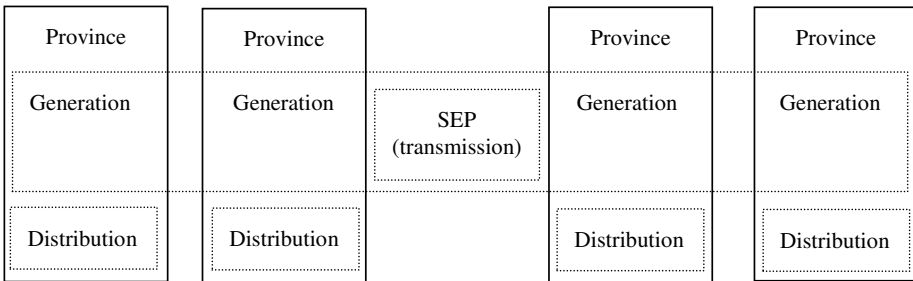 Province
Province
Province
Province
Generation
Generation
SEP
(transmission)
Generation
Generation
Distribution
Distribution
Distribution
Distribution